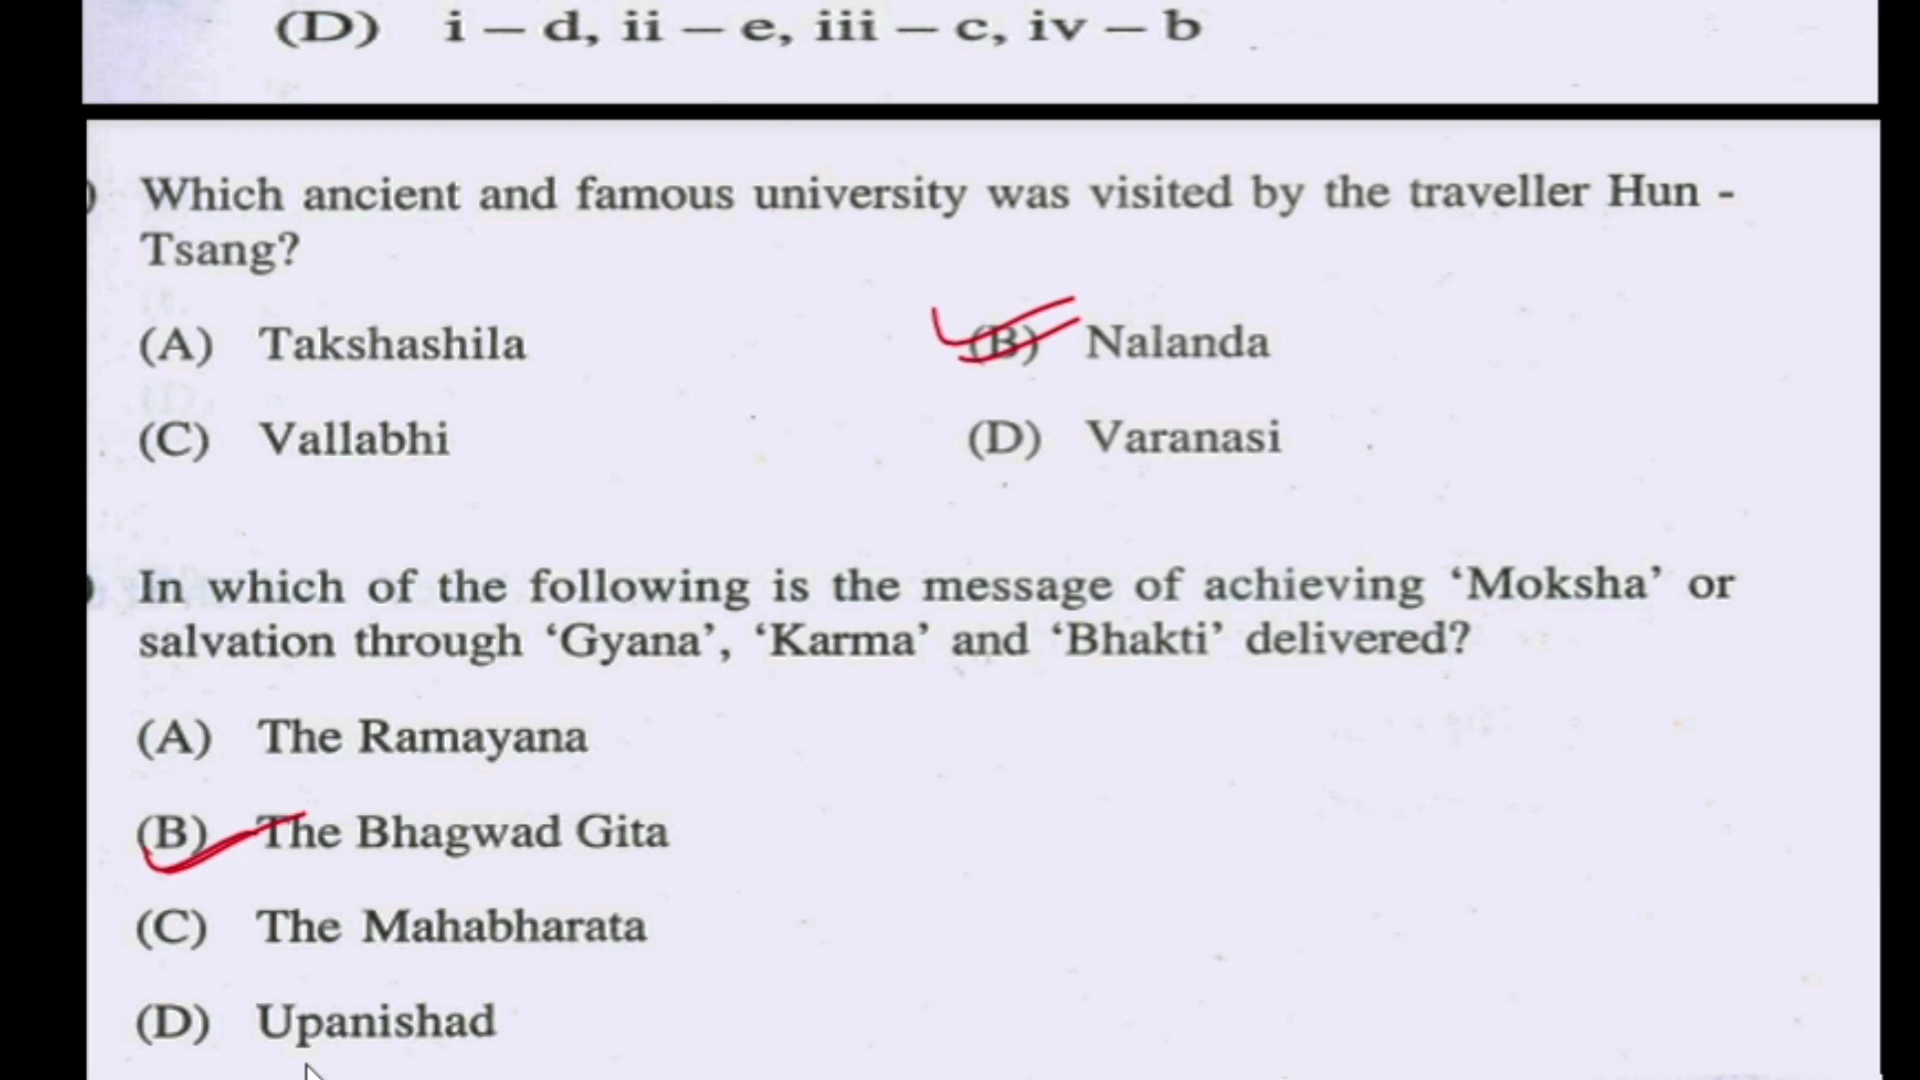 (D) i – d, ii – e, iii – c, iv – b
) Which ancient and famous university was visited by the traveller Hun -
Tsang?
(A) Takshashila (B) Nalanda
(C) Vallabhi (D) Varanasi
) In which of the following is the message of achieving ‘Moksha’ or
salvation through ‘Gyana’, ‘Karma’ and ‘Bhakti’ delivered?
(A) The Ramayana
(B) The Bhagwad Gita
(C) The Mahabharata
(D) Upanishad